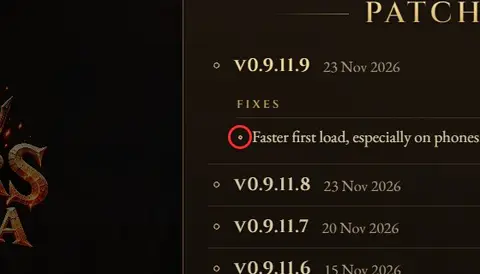 PATCH
v0.9.11.9 23 Nov 2026
FIXES
Faster first load, especially on phones
v0.9.11.8 23 Nov 2026
v0.9.11.7 20 Nov 2026
v0.9.11.6 15 Nov 2026
RS
A